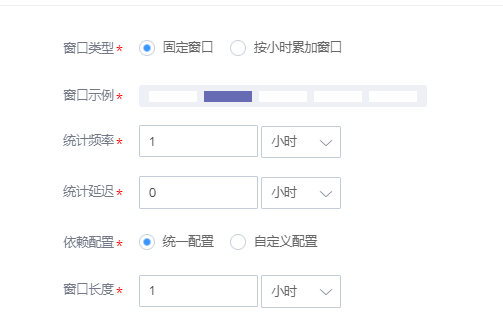 窗口类型* 固定窗口 按小时累加窗口
窗口示例*
统计频率* 1 小时
统计延迟* 0 小时
依赖配置* 统一配置 自定义配置
窗口长度* 1 小时